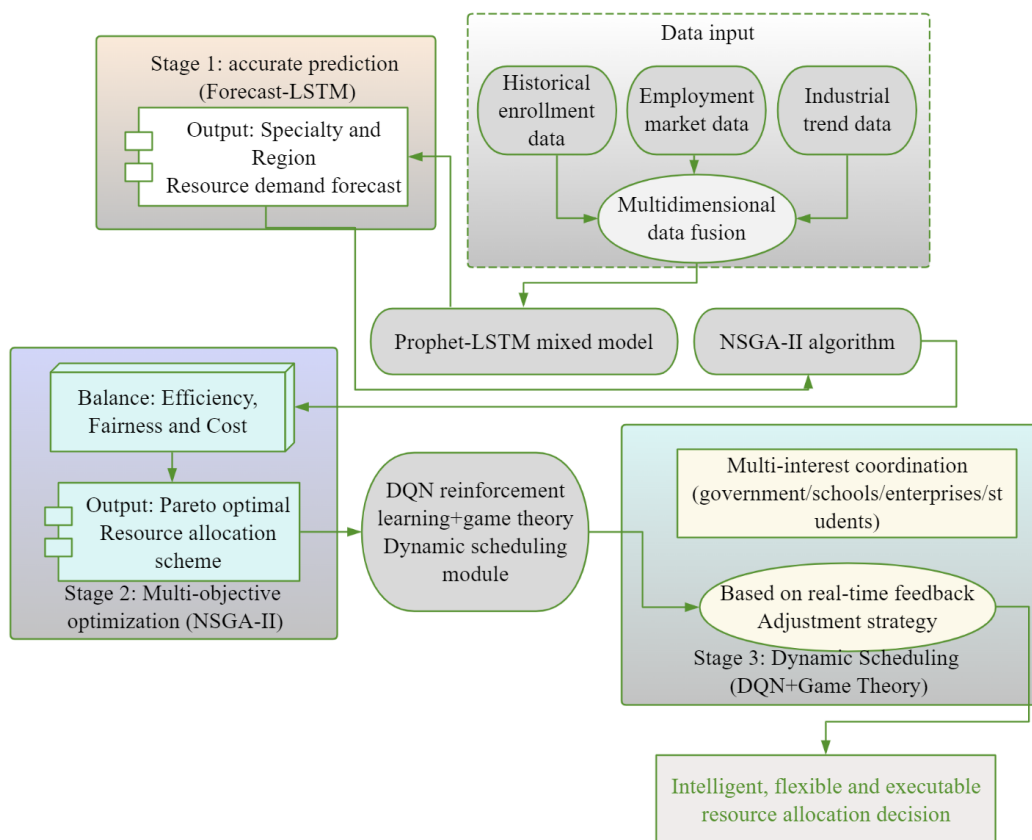 Data input
Historical
enrollment
data
Employment
market data
Industrial
trend data
Multidimensional
data fusion
Stage 1: accurate prediction
(Forecast-LSTM)
Output: Specialty and
Region
Resource demand forecast
Prophet-LSTM mixed model
NSGA-II algorithm
Balance: Efficiency,
Fairness and Cost
Output: Pareto optimal
Resource allocation
scheme
Stage 2: Multi-objective
optimization (NSGA-II)
DQN reinforcement
learning+game theory
Dynamic scheduling
module
Multi-interest coordination
(government/schools/enterprises/st
udents)
Based on real-time feedback
Adjustment strategy
Stage 3: Dynamic Scheduling
(DQN+Game Theory)
Intelligent, flexible and executable
resource allocation decision